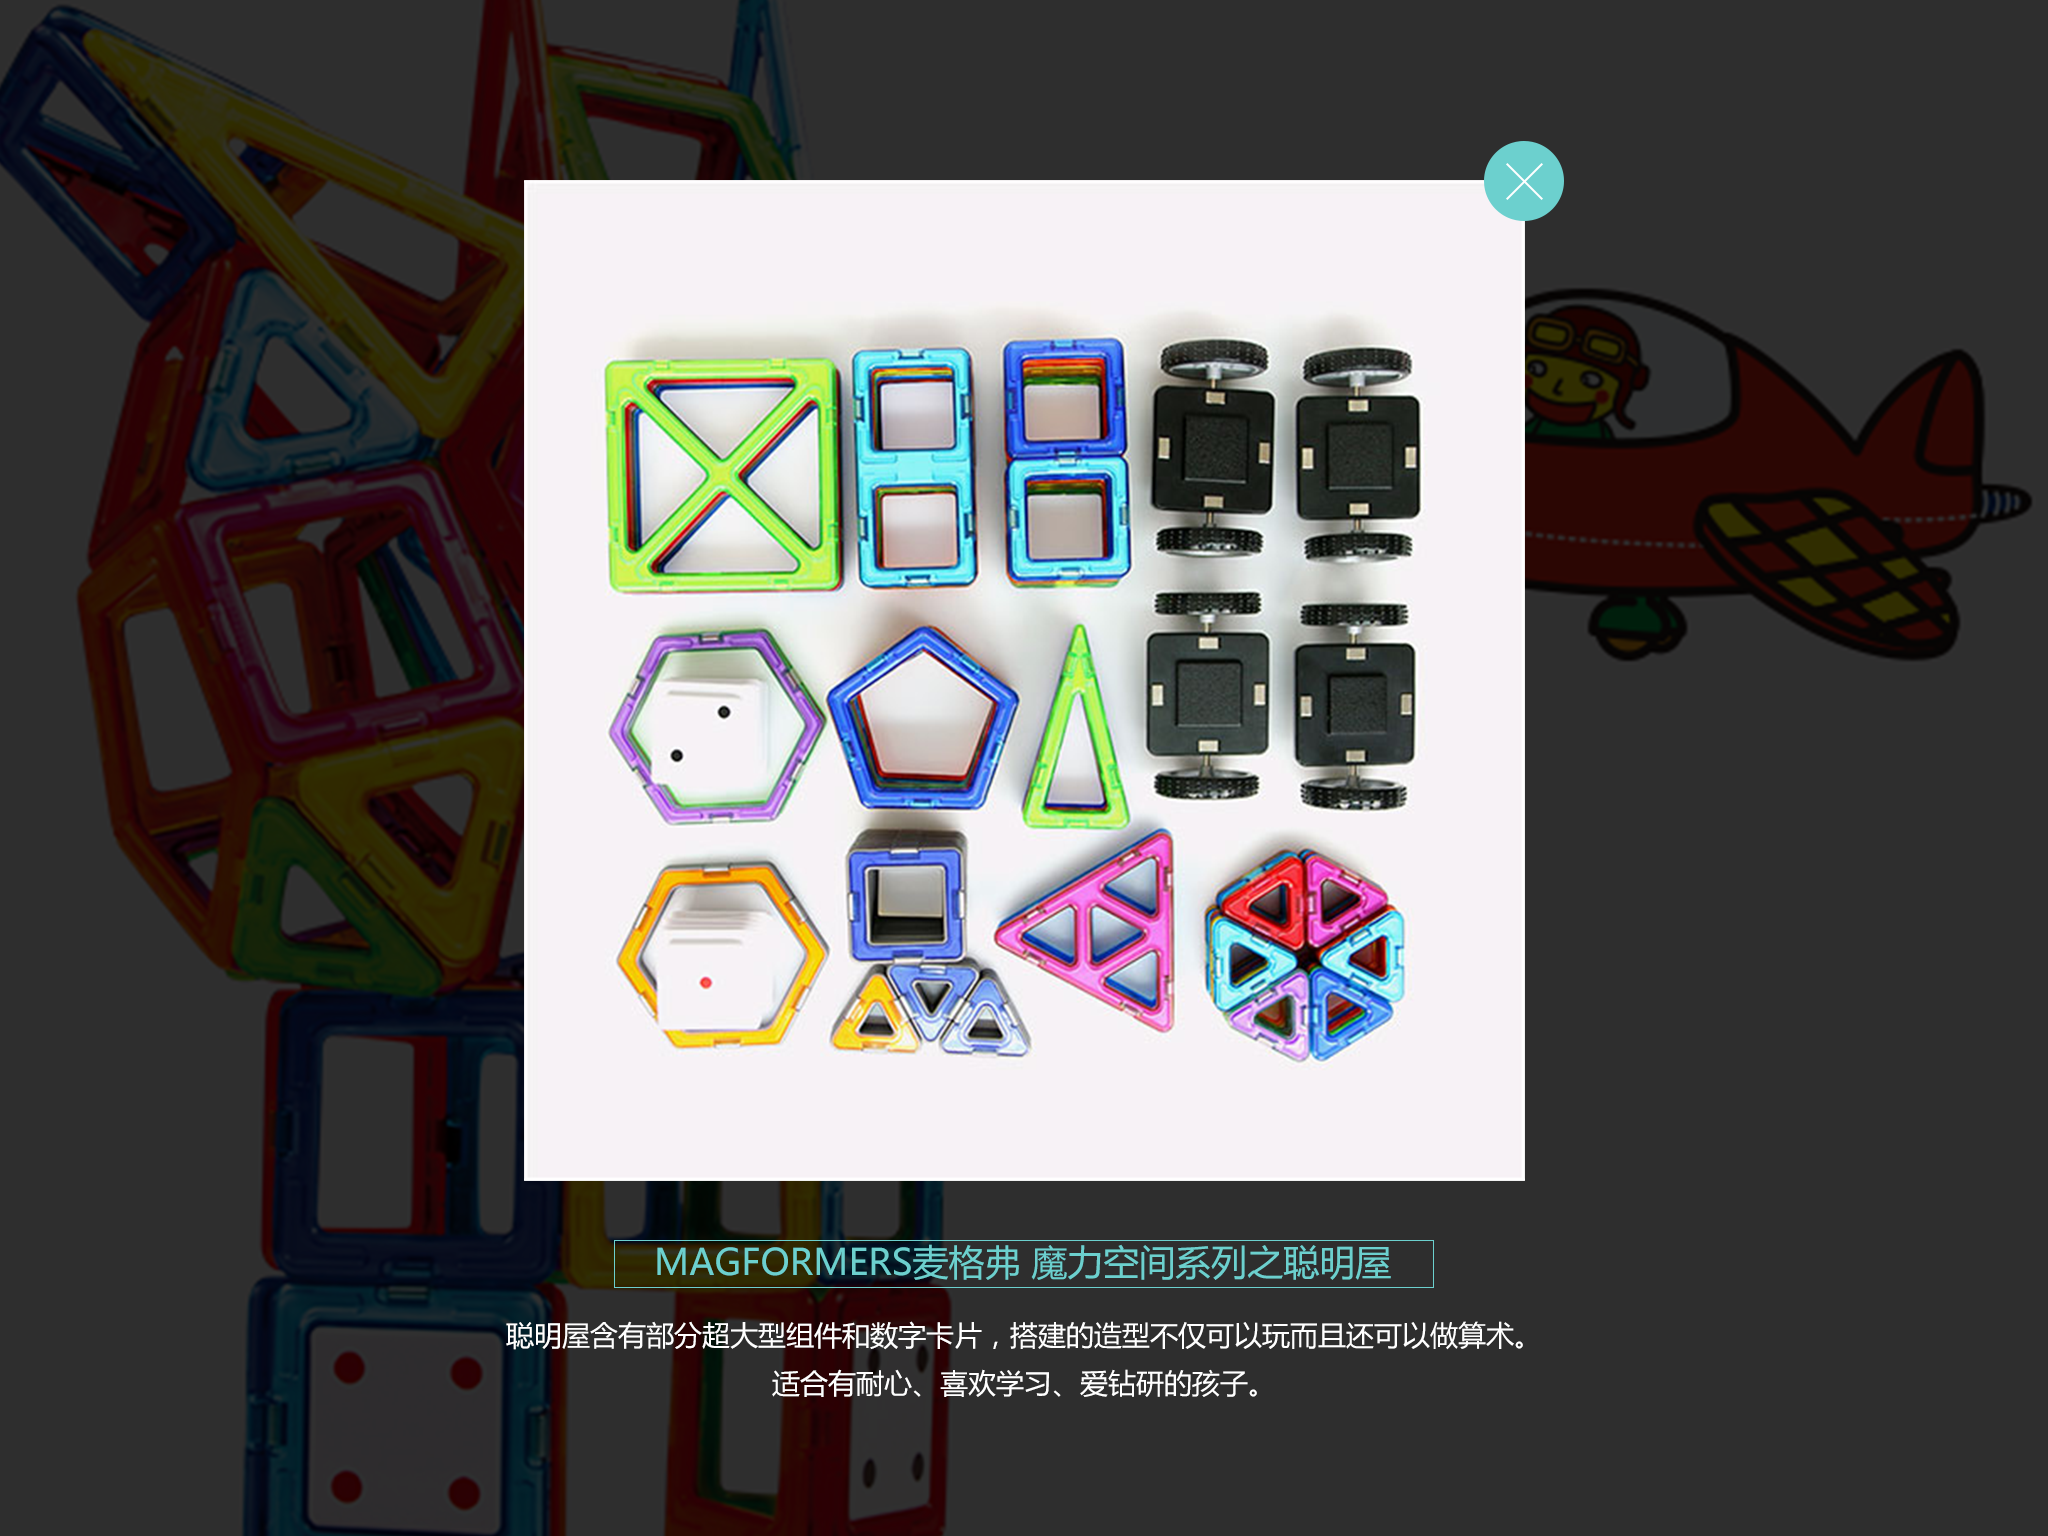 MAGFORMERS麦格弗 魔力空间系列之聪明屋
聪明屋含有部分超大型组件和数字卡片，搭建的造型不仅可以玩而且还可以做算术。
适合有耐心、喜欢学习、爱钻研的孩子。